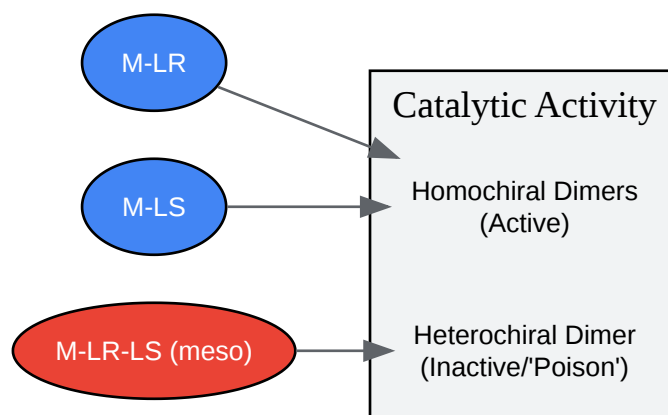 M-LR
Catalytic Activity
M-LS
Homochiral Dimers
(Active)
M-LR-LS (meso)
Heterochiral Dimer
(Inactive/'Poison')